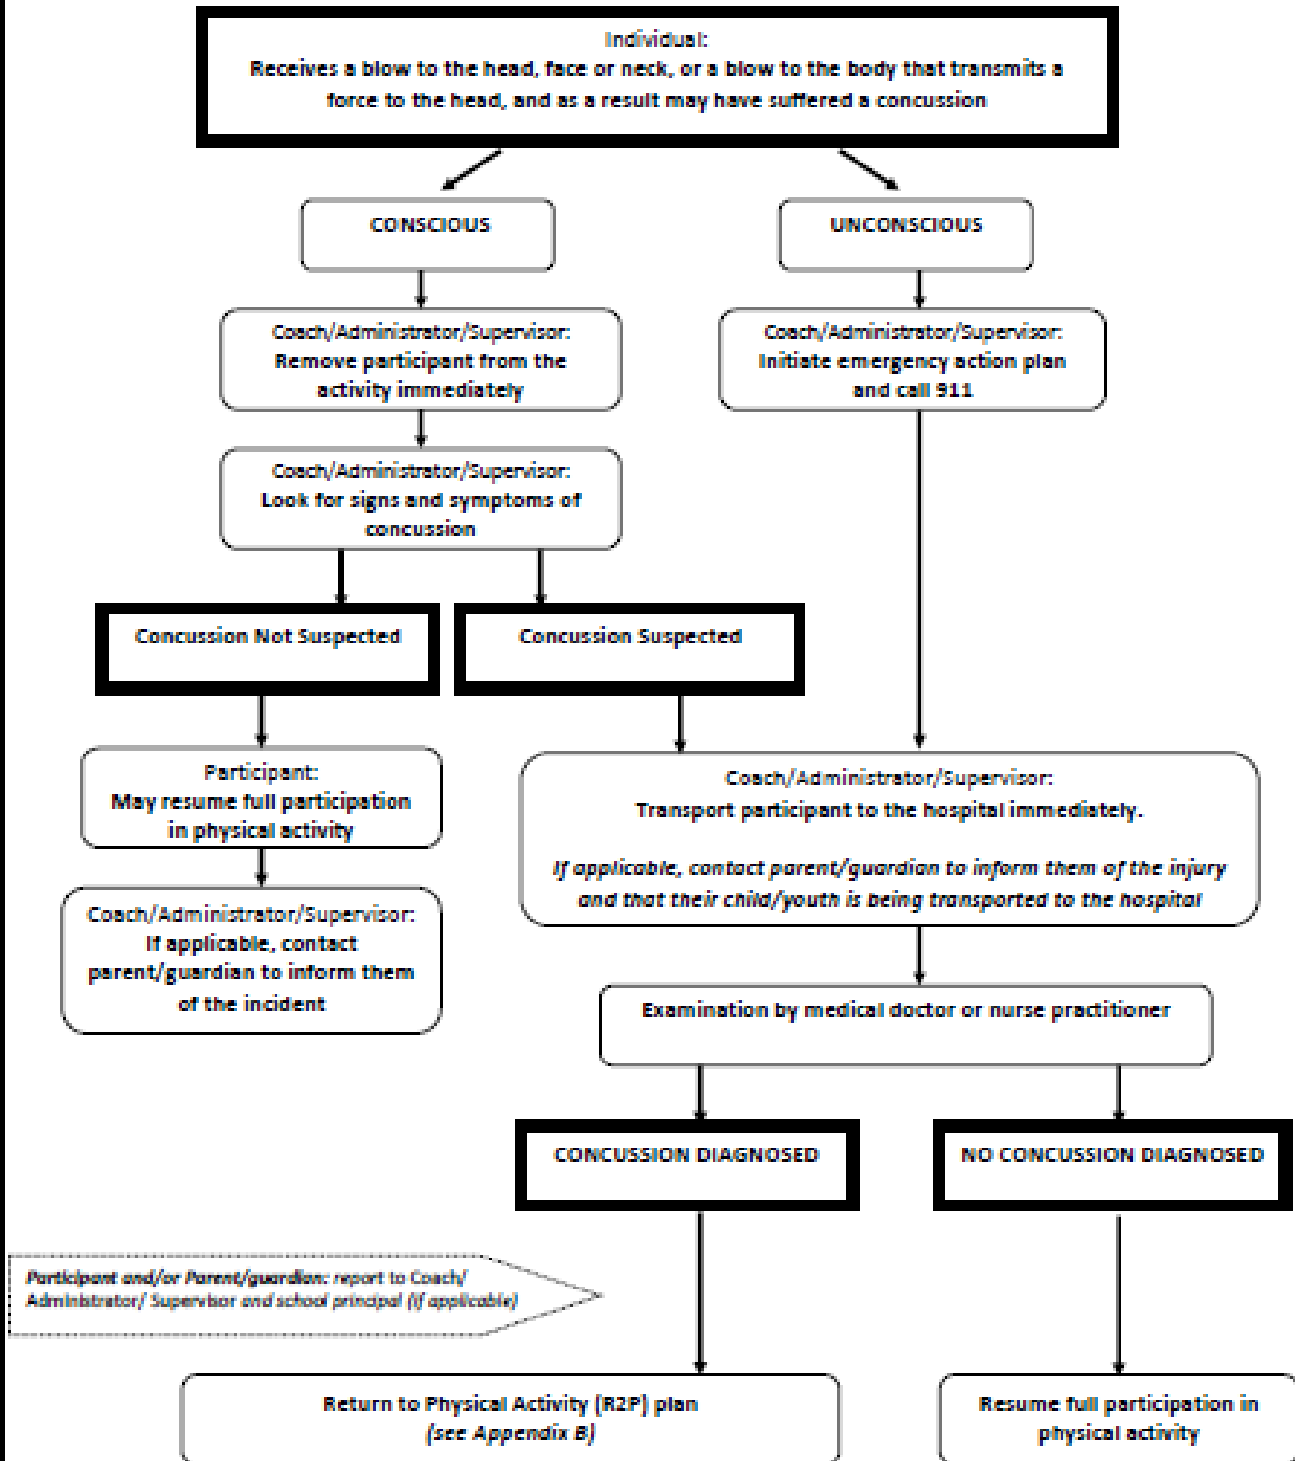 Individual:
Receives a blow to the head, face or neck, or a blow to the body that transmits a
force to the head, and as a result may have suffered a concussion
CONSCIOUS
UNCONSCIOUS
Coach/Administrator/Supervisor:
Remove participant from the
activity immediately
Coach/Administrator/Supervisor:
Initiate emergency action plan
and call 911
Coach/Administrator/Supervisor:
Look for signs and symptoms of
concussion
Concussion Not Suspected
Concussion Suspected
Participant:
May resume full participation
in physical activity
Coach/Administrator/Supervisor:
Transport participant to the hospital immediately.
If applicable, contact parent/guardian to inform them of the injury
and that their child/youth is being transported to the hospital
Coach/Administrator/Supervisor:
If applicable, contact
parent/guardian to inform them
of the incident
Examination by medical doctor or nurse practitioner
CONCUSSION DIAGNOSED
NO CONCUSSION DIAGNOSED
Participant and/or Parent/guardian: report to Coach/
Administrator/ Supervisor and school principal (if applicable)
Return to Physical Activity (R2P) plan
(see Appendix B)
Resume full participation in
physical activity